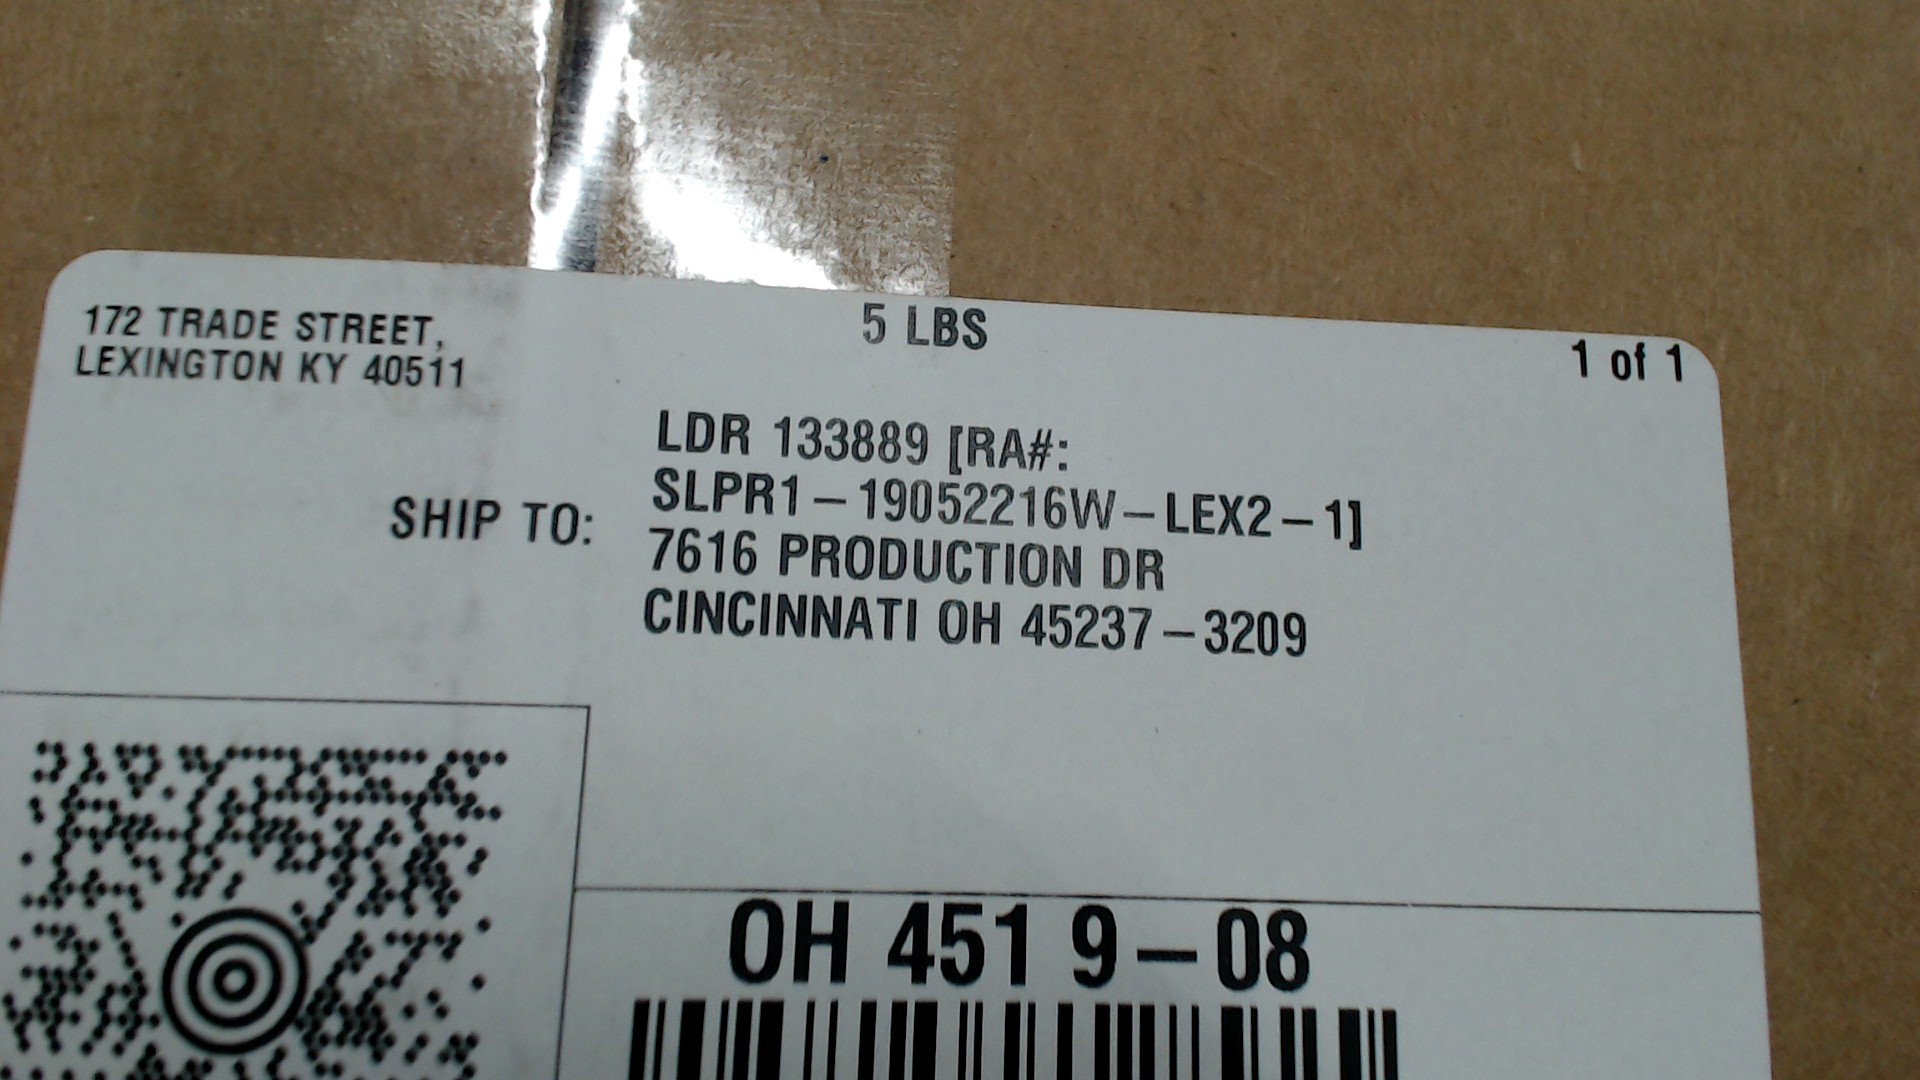 172 TRADE STREET,
LEXINGTON KY 40511
5 LBS
1 of 1
SHIP TO:
LDR 133889 [RA#:
SLPR1-19052216W-LEX2-1]
7616 PRODUCTION DR
CINCINNATI OH 45237-3209
OH 451 9-08